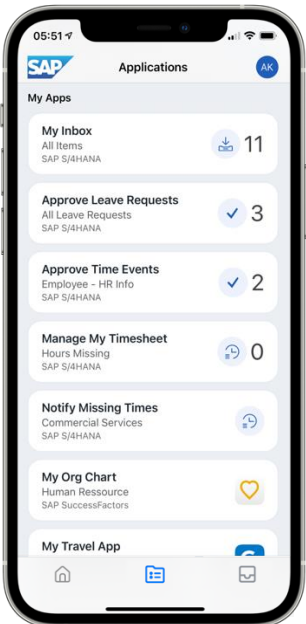 05:51
SAP
Applications
AK
My Apps
My Inbox
All Items
SAP S/4HANA
11
Approve Leave Requests
All Leave Requests
SAP S/4HANA
3
Approve Time Events
Employee - HR Info
SAP S/4HANA
2
Manage My Timesheet
Hours Missing
SAP S/4HANA
0
Notify Missing Times
Commercial Services
SAP S/4HANA
My Org Chart
Human Ressource
SAP SuccessFactors
My Travel App